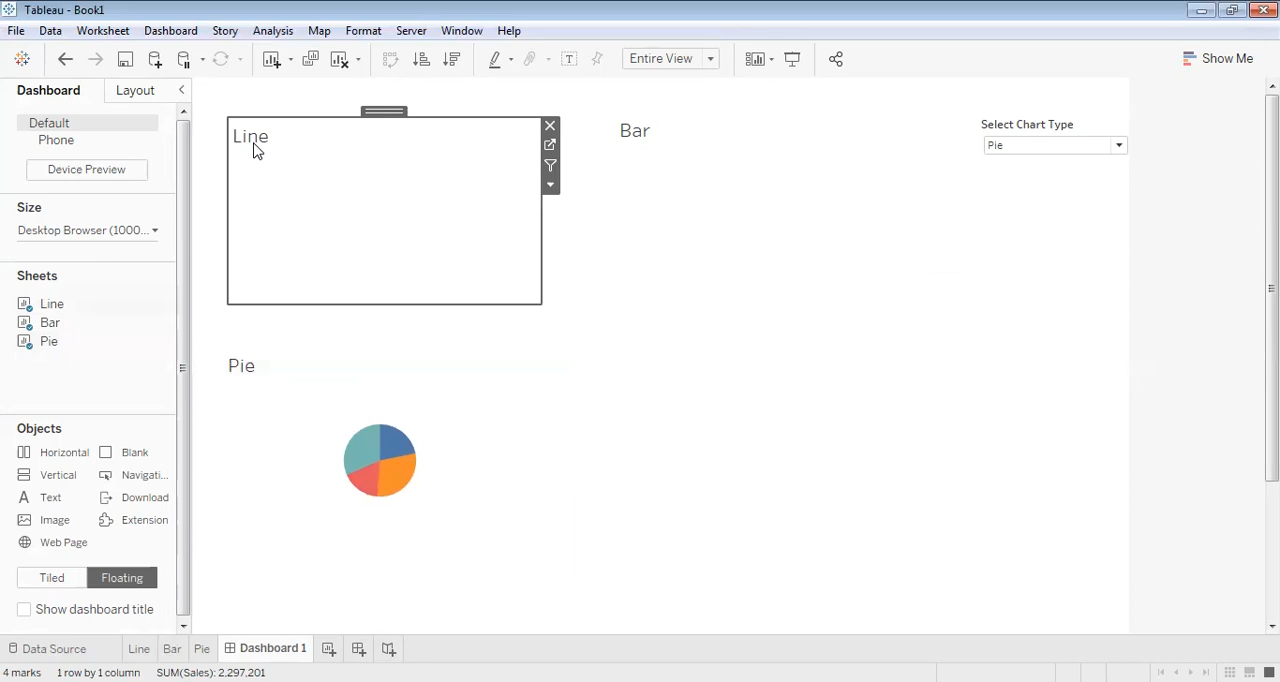 Tableau - Book1
File Data Worksheet Dashboard Story Analysis Map Format Server Window Help
Entire View
Show Me
Dashboard Layout
Default
Phone
Device Preview
Size
Desktop Browser (1000...
Sheets
Line
Bar
Pie
Objects
Horizontal Blank
Vertical Navigati...
A Text Download
Image Extension
Web Page
Tiled Floating
Show dashboard title
Line
Bar
Select Chart Type
Pie
Pie
Data Source Line Bar Pie Dashboard 1
4 marks 1 row by 1 column SUM(Sales): 2,297,201